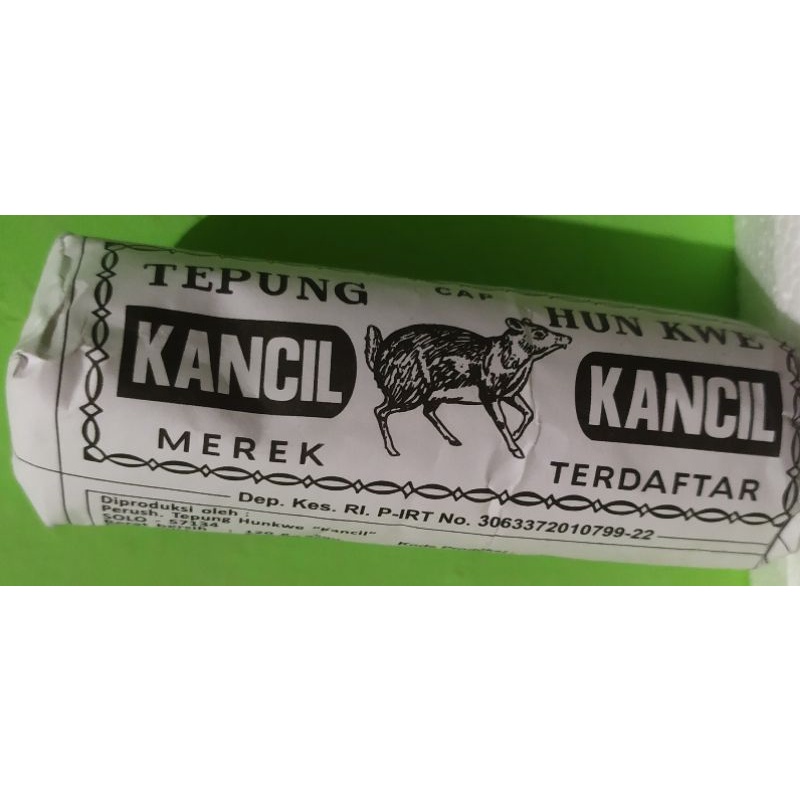 TEPUNG CAP HUN KWE
KANCIL KANCIL
MEREK TERDAFTAR
Dep. Kes. RI. P-IRT No. 3063372010799-22
Diproduksi oleh :
Perush. Tepung Hunkwe "Kancil"
SOLO - 57134